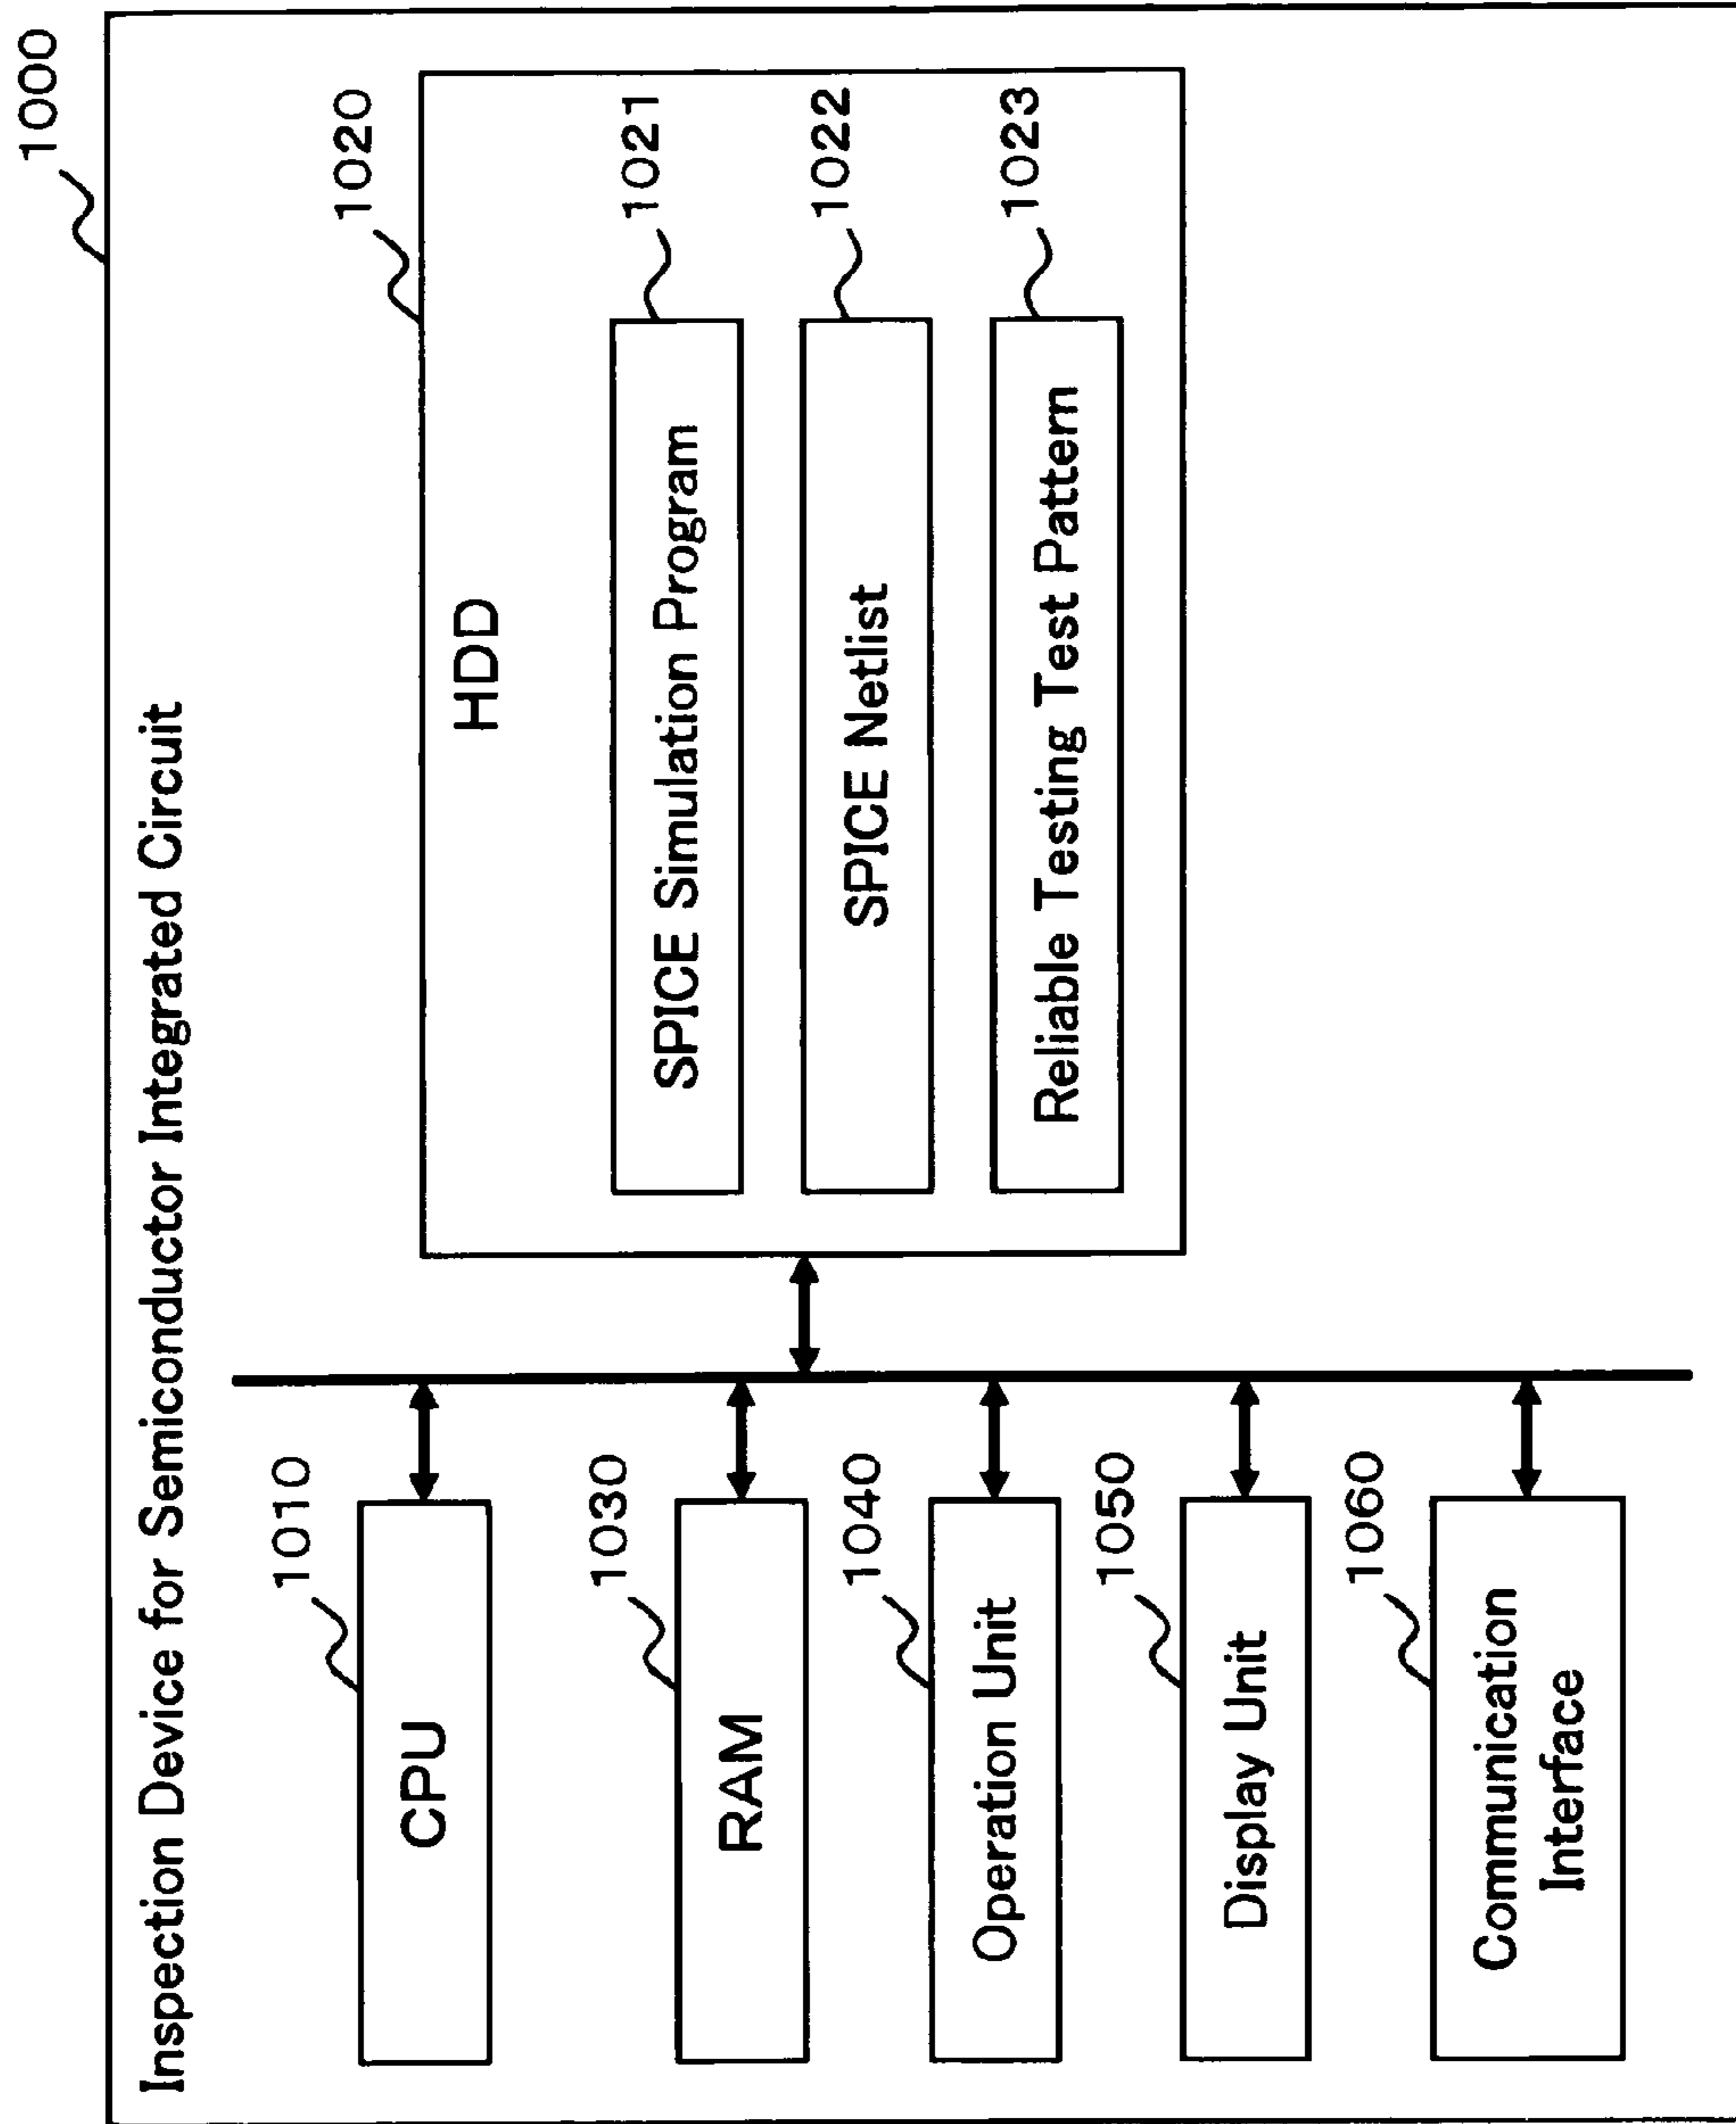 1000
Inspection Device for Semiconductor Integrated Circuit
1010
CPU
1030
RAM
1040
Operation Unit
1050
Display Unit
1060
Communication
Interface
1020
HDD
1021
SPICE Simulation Program
1022
SPICE Netlist
1023
Reliable Testing Test Pattern